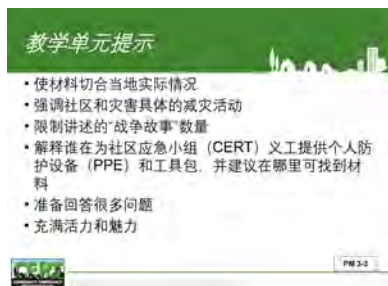 教学单元提示
• 使材料切合当地实际情况
• 强调社区和灾害具体的减灾活动
• 限制讲述的“战争故事”数量
• 解释谁在为社区应急小组（CERT）义工提供个人防
护设备（PPE）和工具包，并建议在哪里可找到材
料
• 准备回答很多问题
• 充满活力和魅力
PM 3-3